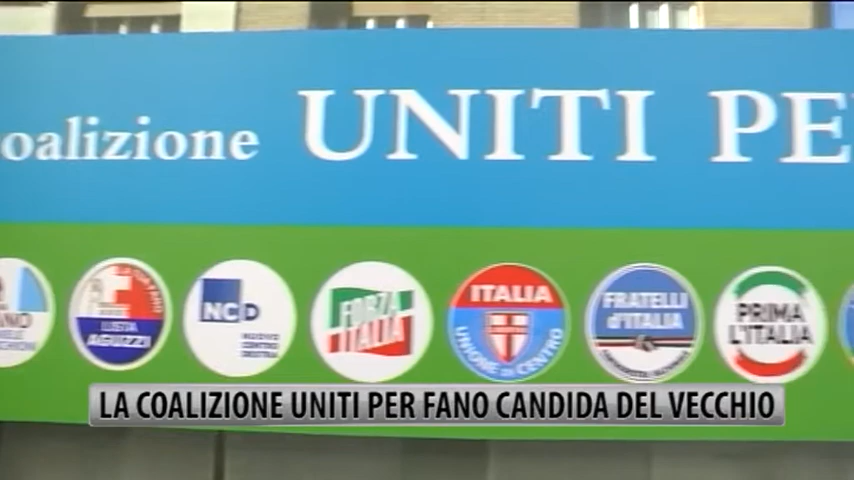 oalizione UNITI PE
ANO
LISTA
AGUZZI
NCD
NUOVO
CENTRO
DESTRA
FORZA
ITALIA
ITALIA
UNIONE DI CENTRO
FRATELLI
d'ITALIA
PRIMA
L'ITALIA
LA COALIZIONE UNITI PER FANO CANDIDA DEL VECCHIO